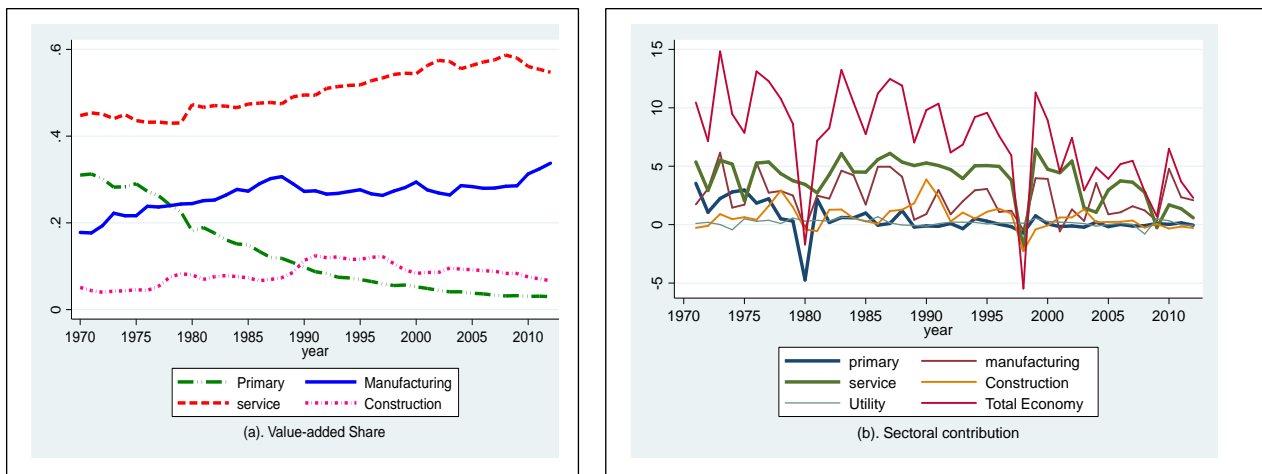 .6
.4
.2
0
1970 1975 1980 1985 1990 1995 2000 2005 2010
year
Primary Manufacturing
service Construction
(a). Value-added Share
15
10
5
0
-5
1970 1975 1980 1985 1990 1995 2000 2005 2010
year
primary manufacturing
service Construction
Utility Total Economy
(b). Sectoral contribution